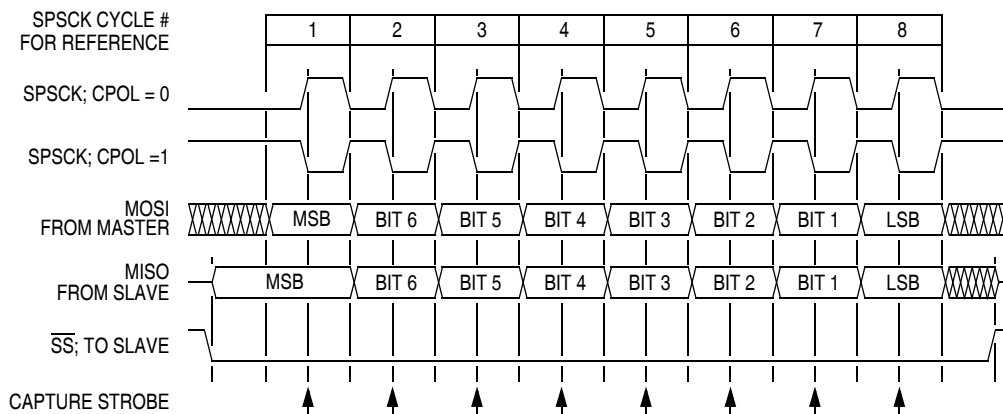 SPSCK CYCLE #
FOR REFERENCE
1 2 3 4 5 6 7 8
SPSCK; CPOL = 0
SPSCK; CPOL =1
MOSI
FROM MASTER
MSB BIT 6 BIT 5 BIT 4 BIT 3 BIT 2 BIT 1 LSB
MISO
FROM SLAVE
MSB BIT 6 BIT 5 BIT 4 BIT 3 BIT 2 BIT 1 LSB
SS; TO SLAVE
CAPTURE STROBE